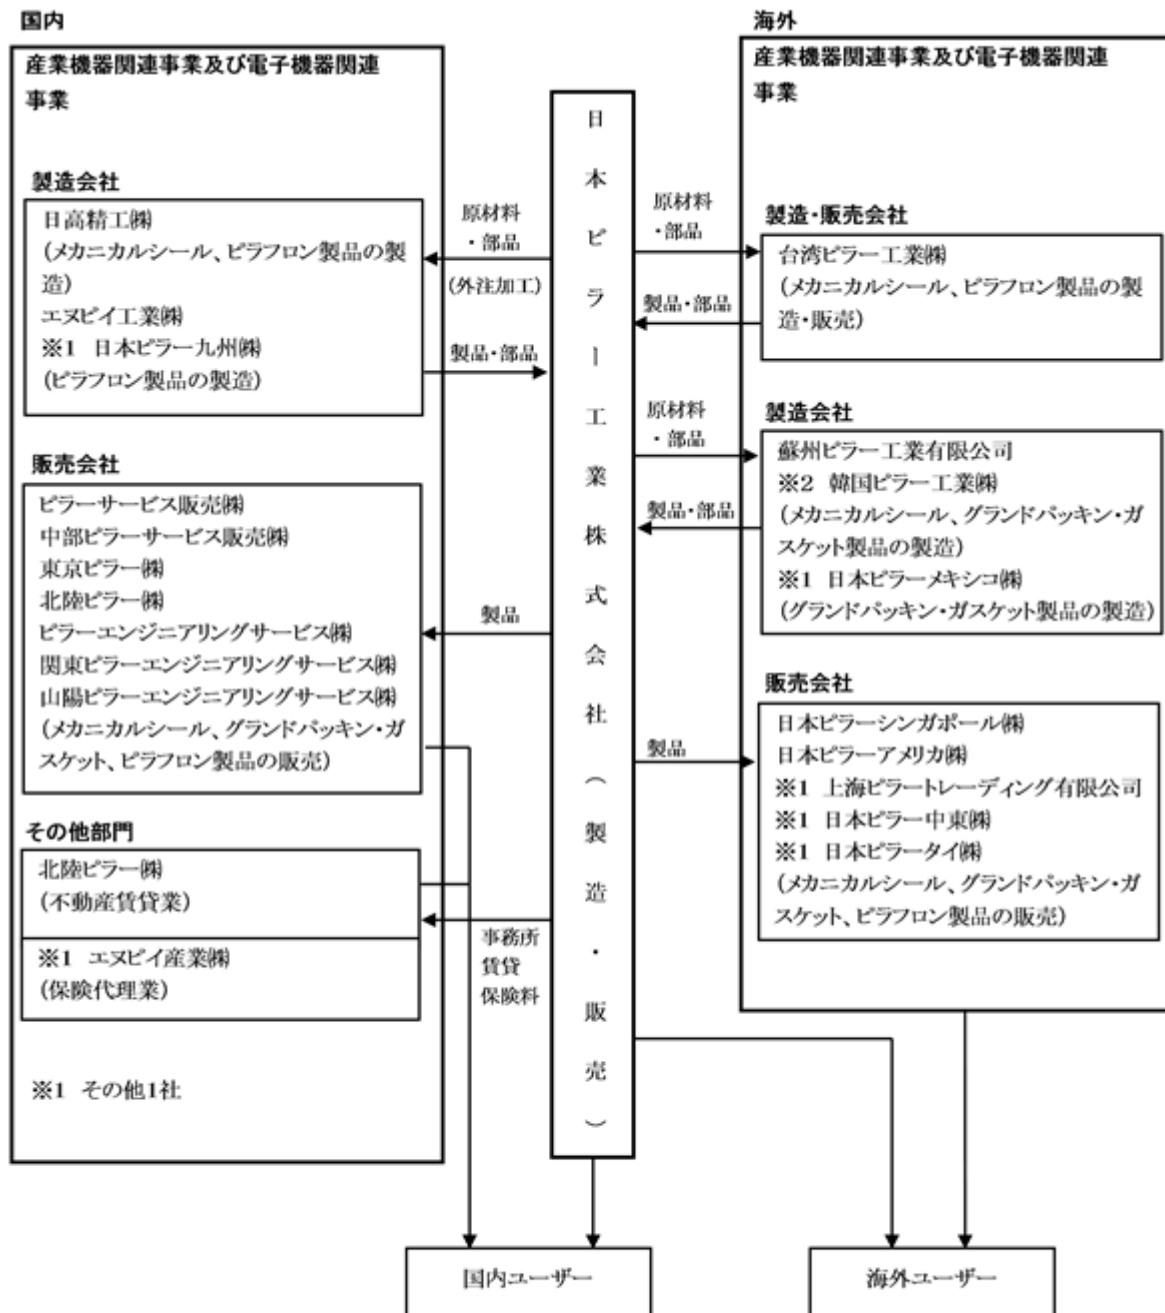 国内
産業機器関連事業及び電子機器関連
事業
製造会社
日高精工㈱
(メカニカルシール、ピラフロン製品の製
造)
エヌピイ工業㈱
※1 日本ピラー九州㈱
(ピラフロン製品の製造)
販売会社
ピラーサービス販売㈱
中部ピラーサービス販売㈱
東京ピラー㈱
北陸ピラー㈱
ピラーエンジニアリングサービス㈱
関東ピラーエンジニアリングサービス㈱
山陽ピラーエンジニアリングサービス㈱
(メカニカルシール、グランドパッキン・ガ
スケット、ピラフロン製品の販売)
その他部門
北陸ピラー㈱
(不動産賃貸業)
※1 エヌピイ産業㈱
(保険代理業)
※1 その他1社
原材料
・部品
(外注加工)
製品・部品
製品
事務所
賃貸
保険料
日本ピラー工業株式会社(製造・販売)
原材料
・部品
製品・部品
原材料
・部品
製品・部品
製品
海外
産業機器関連事業及び電子機器関連
事業
製造・販売会社
台湾ピラー工業㈱
(メカニカルシール、ピラフロン製品の製
造・販売)
製造会社
蘇州ピラー工業有限公司
※2 韓国ピラー工業㈱
(メカニカルシール、グランドパッキン・ガ
スケット製品の製造)
※1 日本ピラーメキシコ㈱
(グランドパッキン・ガスケット製品の製造)
販売会社
日本ピラーシンガポール㈱
日本ピラーアメリカ㈱
※1 上海ピラートレーディング有限公司
※1 日本ピラー中東㈱
※1 日本ピラータイ㈱
(メカニカルシール、グランドパッキン・ガ
スケット、ピラフロン製品の販売)
国内ユーザー
海外ユーザー